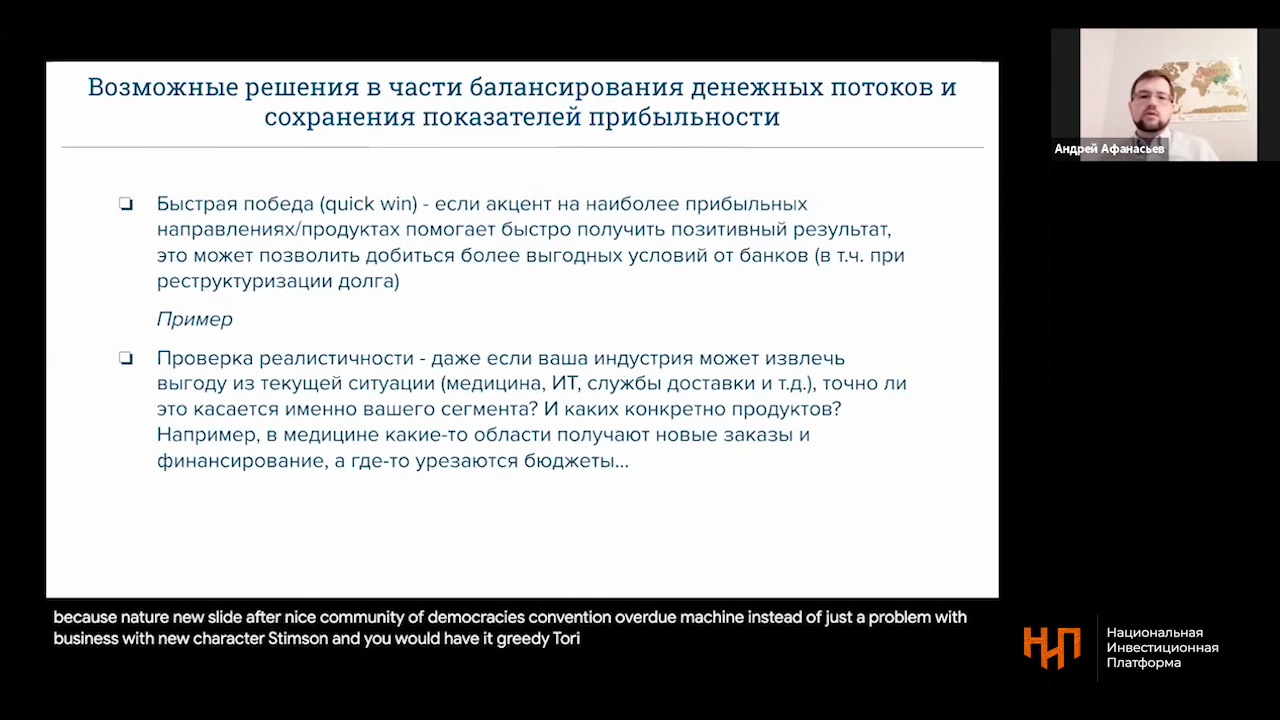 Возможные решения в части балансирования денежных потоков и
сохранения показателей прибыльности
Быстрая победа (quick win) - если акцент на наиболее прибыльных
направлениях/продуктах помогает быстро получить позитивный результат,
это может позволить добиться более выгодных условий от банков (в т.ч. при
реструктуризации долга)
Пример
Проверка реалистичности - даже если ваша индустрия может извлечь
выгоду из текущей ситуации (медицина, ИТ, службы доставки и т.д.), точно ли
это касается именно вашего сегмента? И каких конкретно продуктов?
Например, в медицине какие-то области получают новые заказы и
финансирование, а где-то урезаются бюджеты...
Андрей Афанасьев
because nature new slide after nice community of democracies convention overdue machine instead of just a problem with
business with new character Stimson and you would have it greedy Tori
НИП
Национальная
Инвестиционная
Платформа